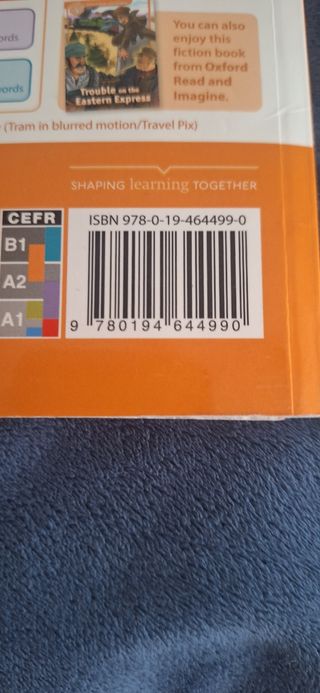 ords
ords
Trouble on the
Eastern Express
You can also
enjoy this
fiction book
from Oxford
Read and
Imagine.
(Tram in blurred motion/Travel Pix)
SHAPING learning TOGETHER
CEFR
B1
A2
A1
ISBN 978-0-19-464499-0
9 780194 644990